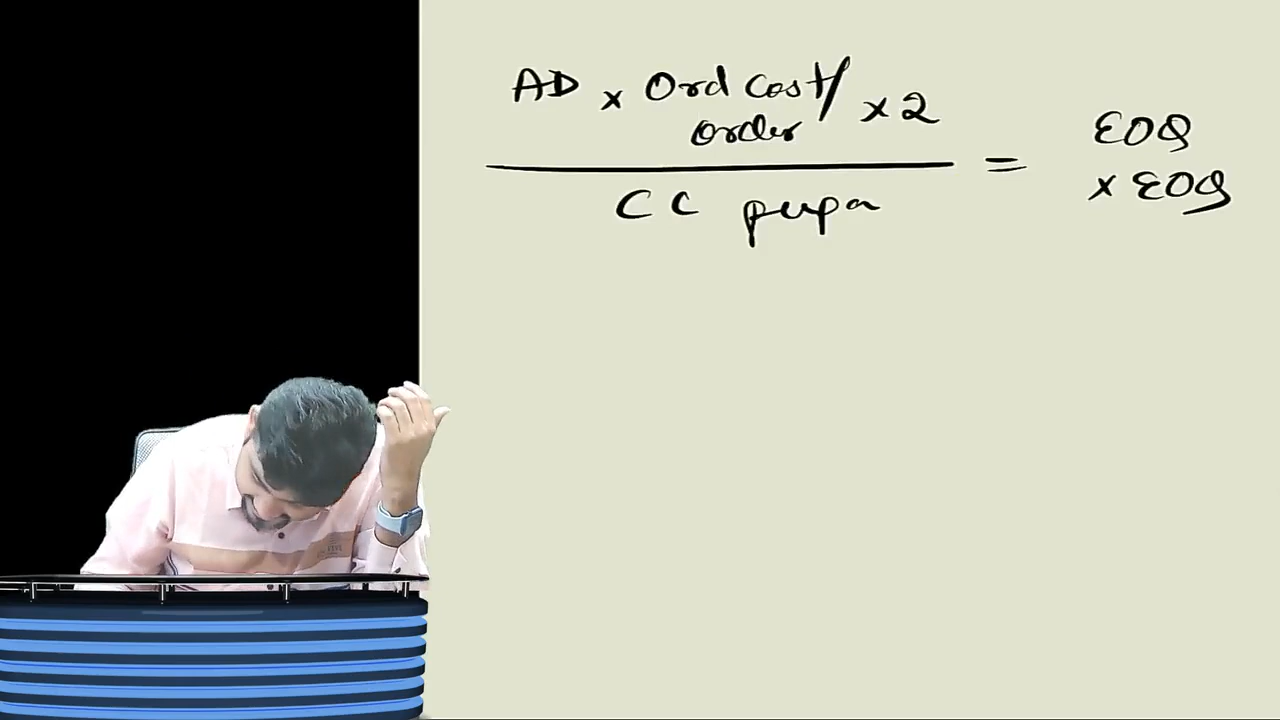 AD x Ord Cost/ x 2
order
CC pupa
= EOQ
x EOQ